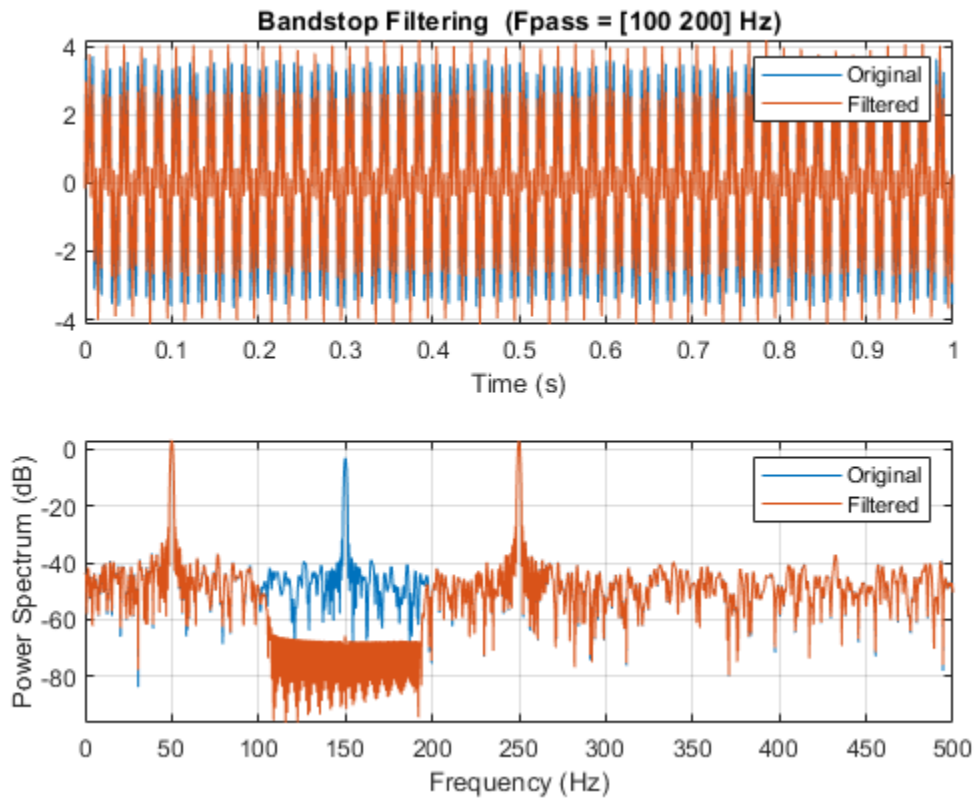 Bandstop Filtering (Fpass = [100 200] Hz)
4
2
0
-2
-4
Original
Filtered
0 0.1 0.2 0.3 0.4 0.5 0.6 0.7 0.8 0.9 1
Time (s)
Power Spectrum (dB)
0
-20
-40
-60
-80
Original
Filtered
0 50 100 150 200 250 300 350 400 450 500
Frequency (Hz)